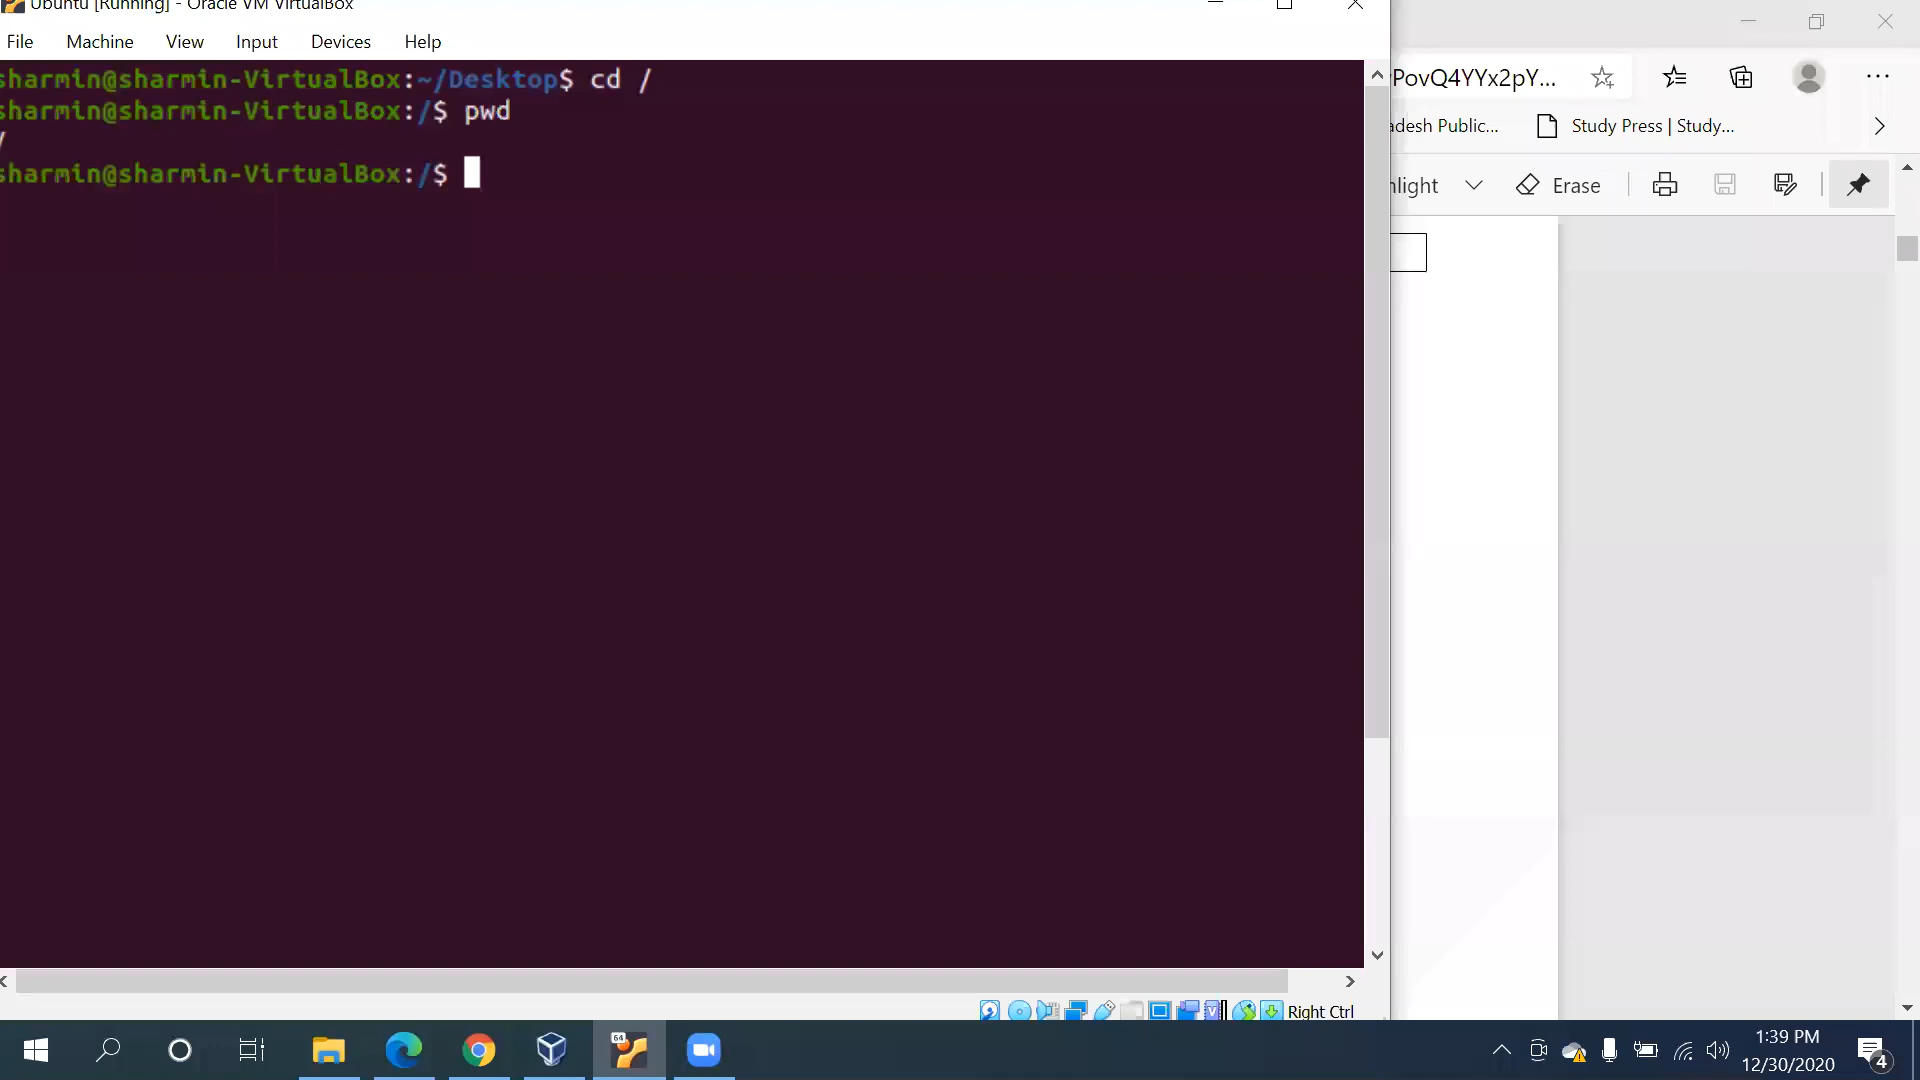 Ubuntu [Running] - Oracle VM VirtualBox
File Machine View Input Devices Help
sharmin@sharmin-VirtualBox:~/Desktop$ cd /
sharmin@sharmin-VirtualBox:/$ pwd
/
sharmin@sharmin-VirtualBox:/$
PovQ4YYx2pY...
adesh Public...
Study Press | Study...
hlight
Erase
Right Ctrl
64
1:39 PM
12/30/2020
4